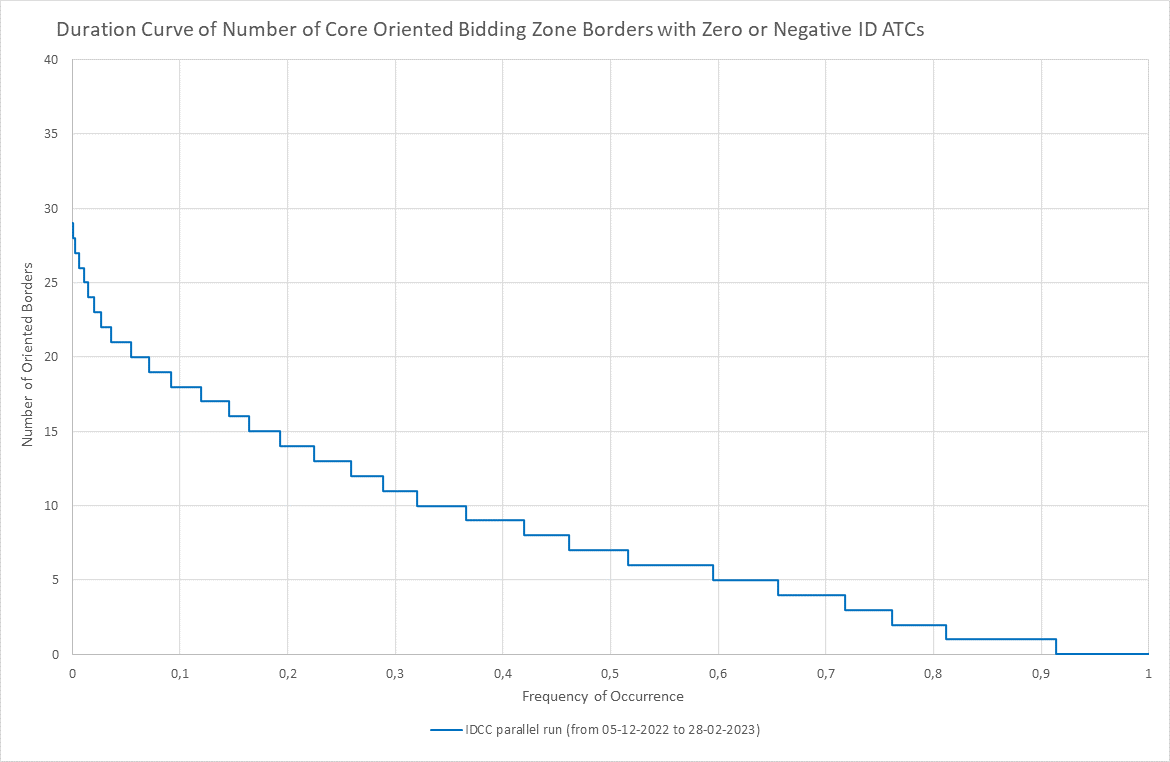 Duration Curve of Number of Core Oriented Bidding Zone Borders with Zero or Negative ID ATCs
40
35
30
25
20
15
10
5
0
Number of Oriented Borders
0 0,1 0,2 0,3 0,4 0,5 0,6 0,7 0,8 0,9 1
Frequency of Occurrence
IDCC parallel run (from 05-12-2022 to 28-02-2023)